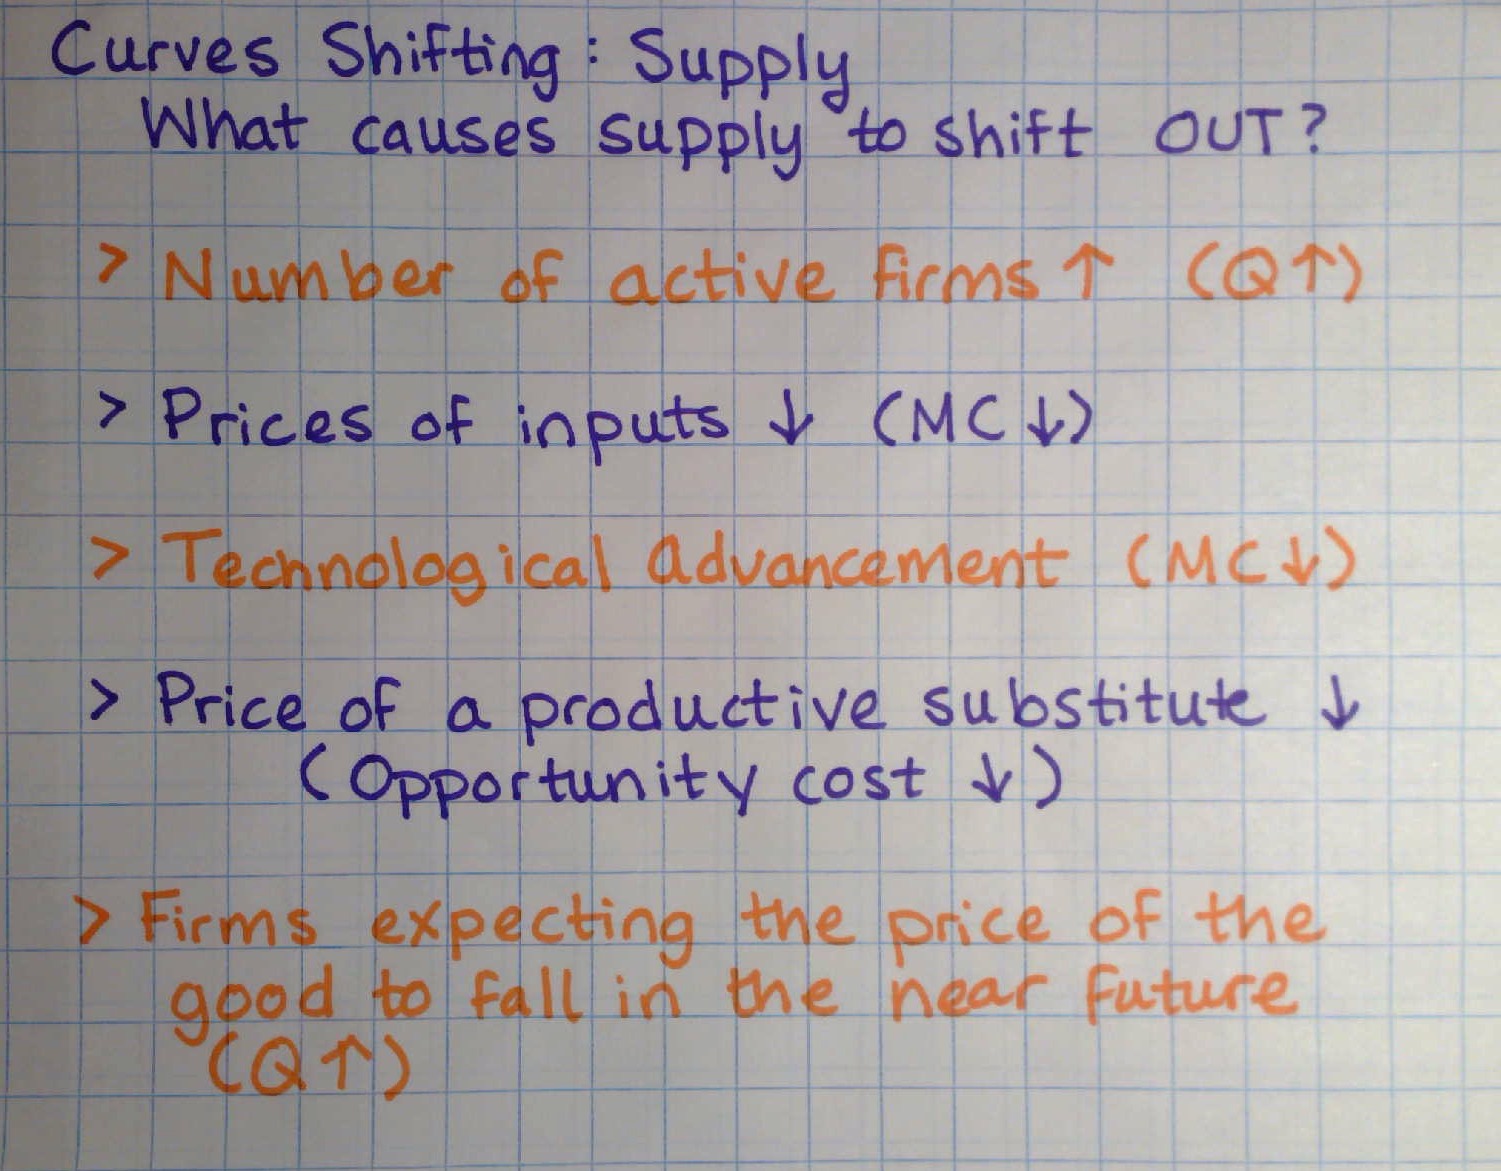 Curves Shifting: Supply
What causes supply to shift OUT?
> Number of active firms ↑ (Q↑)
> Prices of inputs ↓ (MC↓)
> Technological advancement (MC↓)
> Price of a productive substitute ↓
(Opportunity cost ↓)
> Firms expecting the price of the
good to fall in the near future
(Q↑)